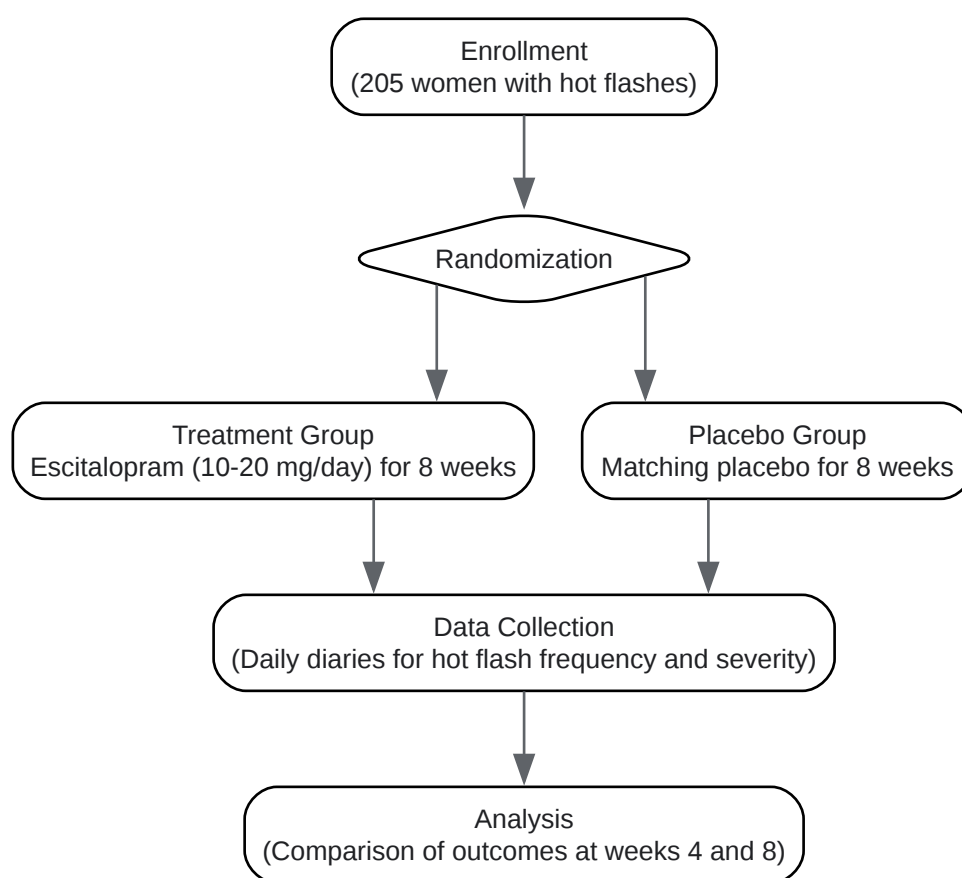 Enrollment
(205 women with hot flashes)
Randomization
Treatment Group
Escitalopram (10-20 mg/day) for 8 weeks
Placebo Group
Matching placebo for 8 weeks
Data Collection
(Daily diaries for hot flash frequency and severity)
Analysis
(Comparison of outcomes at weeks 4 and 8)